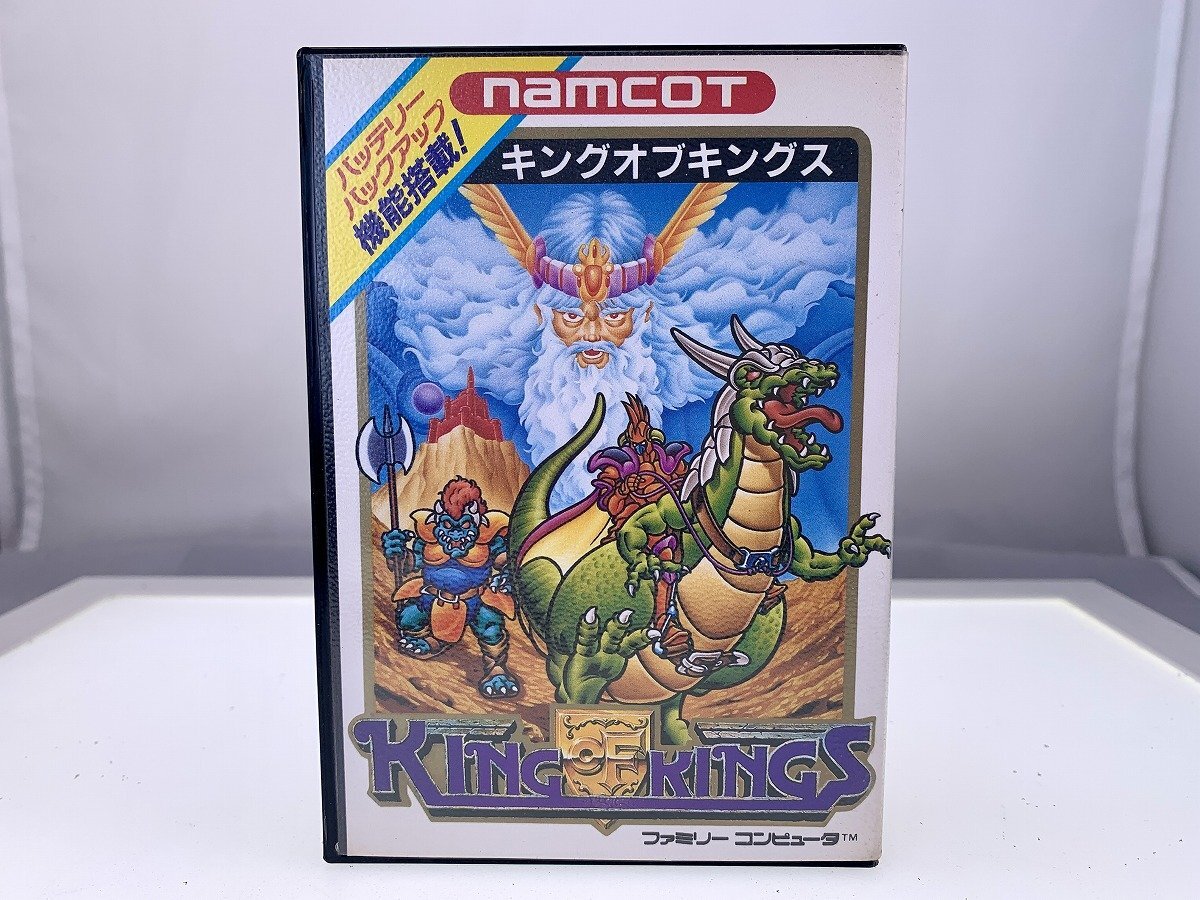 バッテリー
バックアップ
機能搭載!
namcot
キングオブキングス
KING OF KINGS
ファミリー コンピュータ™